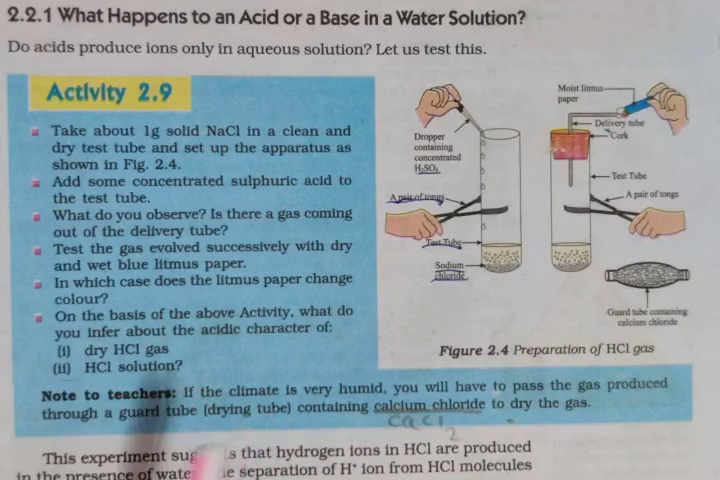 2.2.1 What Happens to an Acid or a Base in a Water Solution?
Do acids produce ions only in aqueous solution? Let us test this.
Activity 2.9
Take about 1g solid NaCl in a clean and
dry test tube and set up the apparatus as
shown in Fig. 2.4.
Add some concentrated sulphuric acid to
the test tube.
What do you observe? Is there a gas coming
out of the delivery tube?
Test the gas evolved successively with dry
and wet blue litmus paper.
In which case does the litmus paper change
colour?
On the basis of the above Activity, what do
you infer about the acidic character of:
(i) dry HCl gas
(ii) HCl solution?
Dropper
containing
concentrated
H₂SO₄
A pair of tongs
Test Tube
Sodium
chloride
Moist litmus
paper
Delivery tube
Cork
Test Tube
A pair of tongs
Guard tube containing
calcium chloride
Figure 2.4 Preparation of HCl gas
Note to teachers: If the climate is very humid, you will have to pass the gas produced
through a guard tube (drying tube) containing calcium chloride to dry the gas.
CaCl₂
This experiment s that hydrogen ions in HCl are produced
in the presence of separation of H⁺ ion from HCl molecules